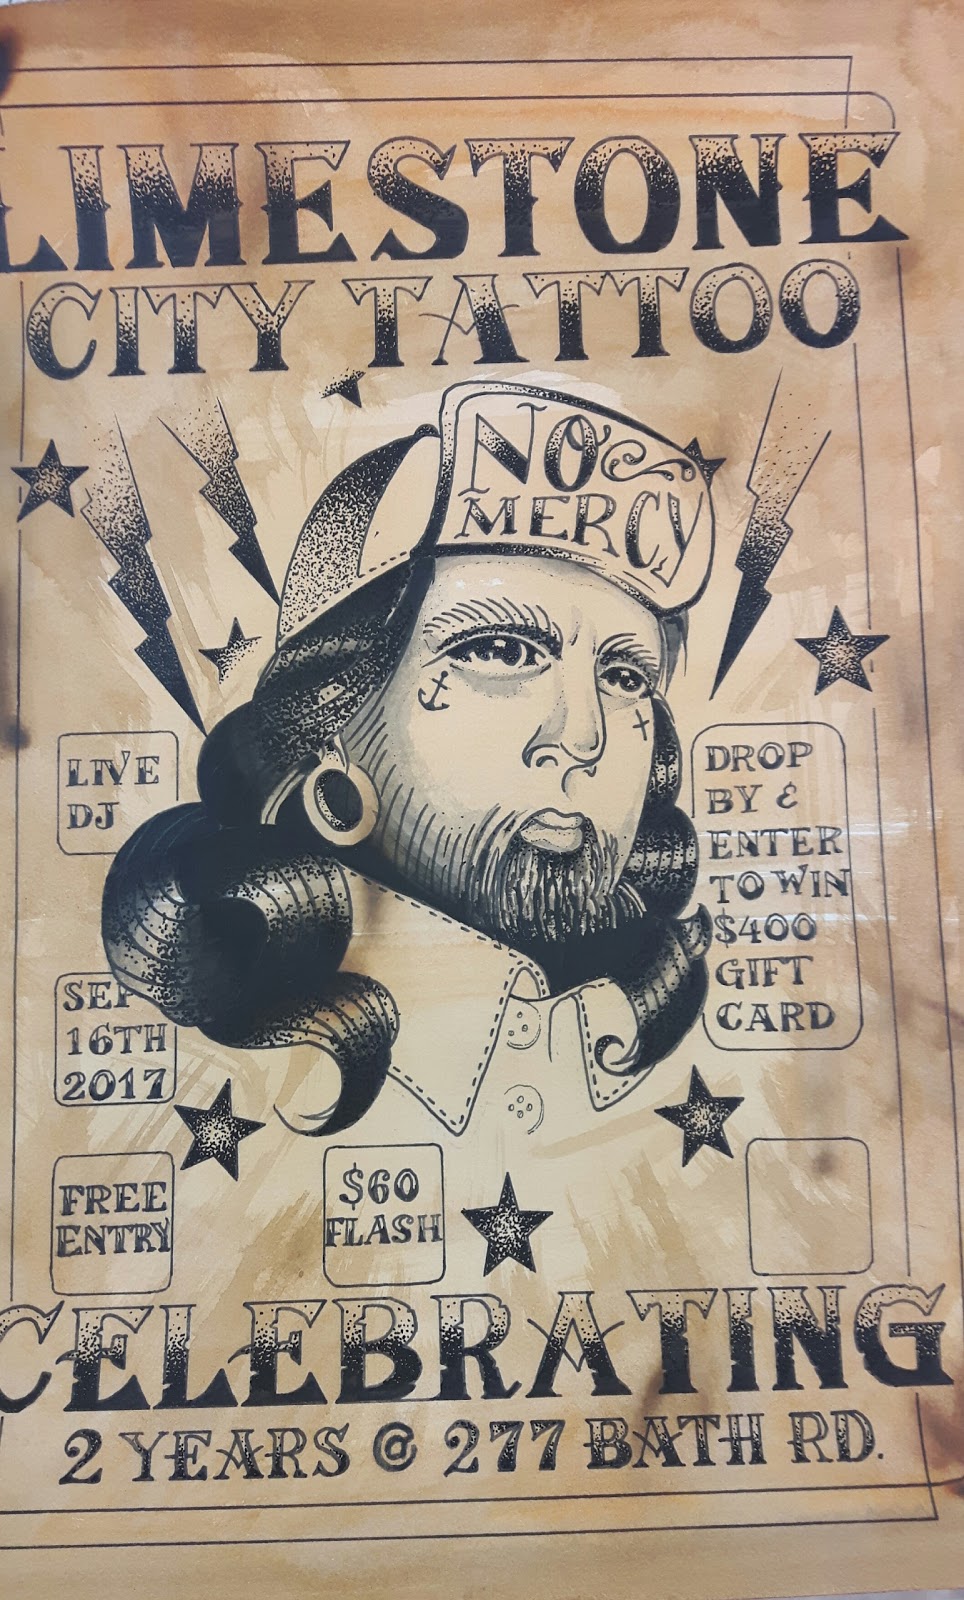 LIMESTONE
CITY TATTOO
NO
MERCY
LIVE
DJ
DROP
BY &
ENTER
TO WIN
$400
GIFT
CARD
SEP
16TH
2017
FREE
ENTRY
$60
FLASH
CELEBRATING
2 YEARS @ 277 BATH RD.